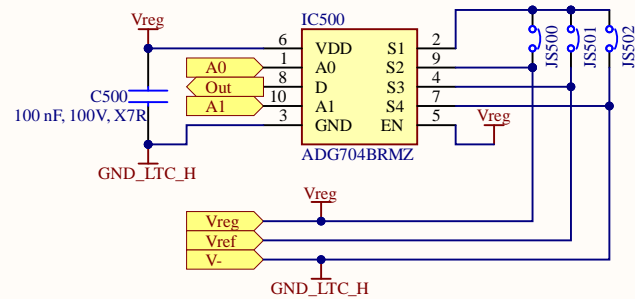 Vreg
IC500
C500
100 nF, 100V, X7R
GND_LTC_H
A0
Out
A1
6 VDD S1 2
1 A0 S2 9
8 D S3 4
10 A1 S4 7
3 GND EN 5
ADG704BRMZ
JS500
JS501
JS502
Vreg
Vreg
Vreg
Vref
V-
GND_LTC_H